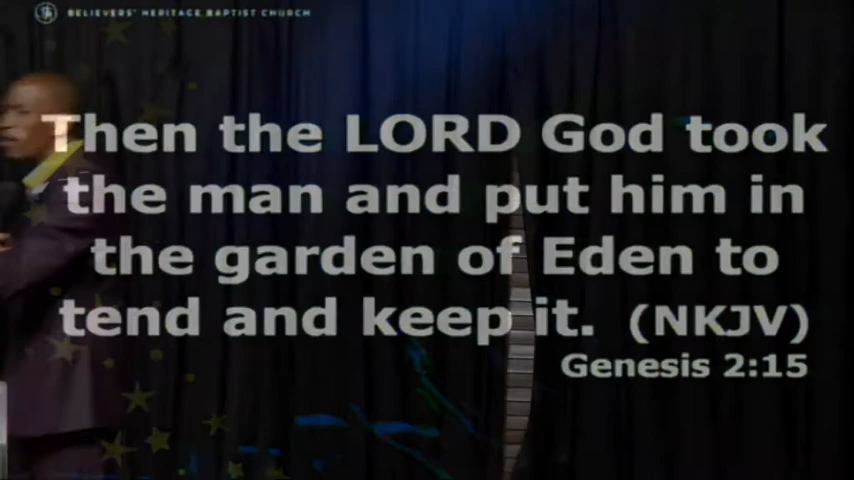 BELIEVERS' HERITAGE BAPTIST CHURCH
Then the LORD God took
the man and put him in
the garden of Eden to
tend and keep it. (NKJV)
Genesis 2:15